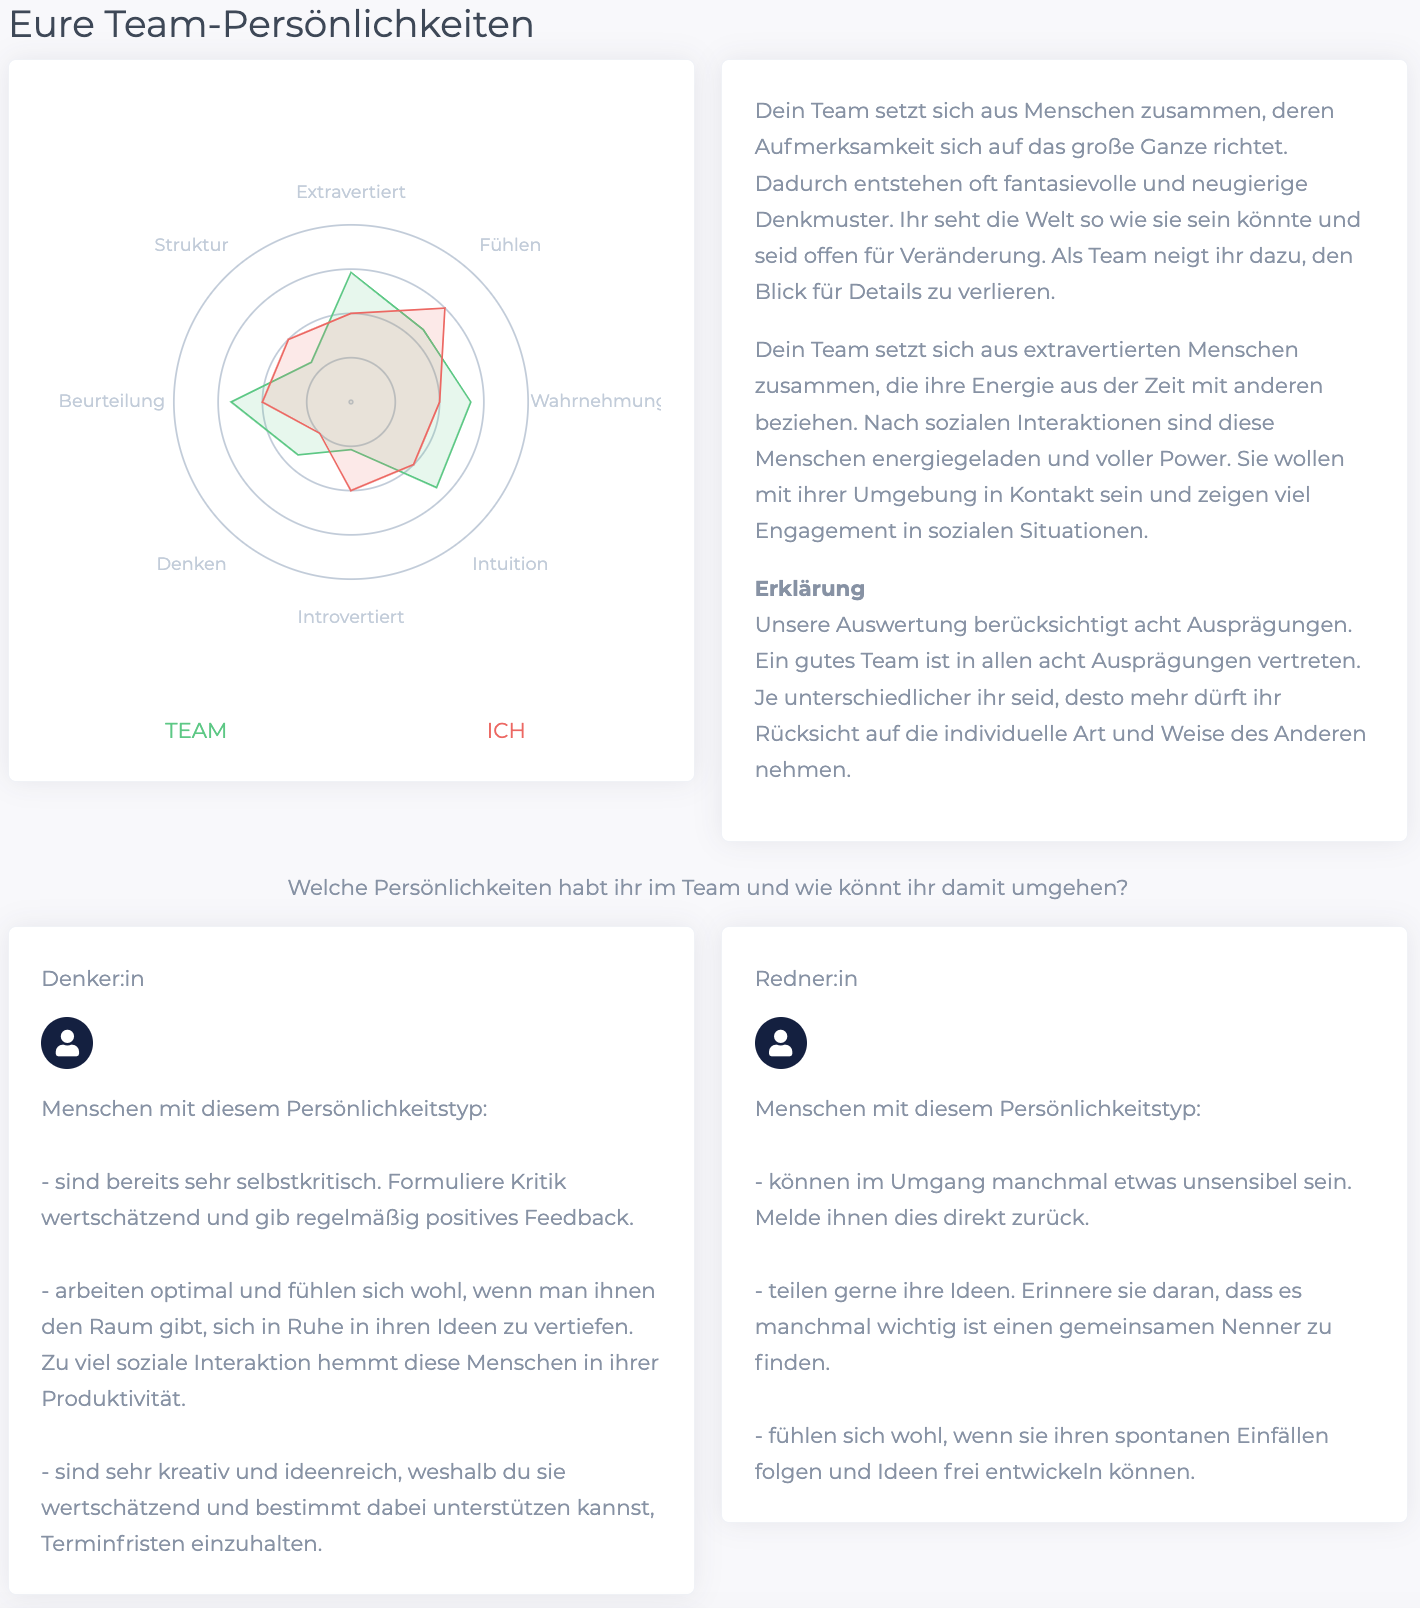 Eure Team-Persönlichkeiten
Extravertiert
Struktur
Fühlen
Beurteilung
Wahrnehmung
Denken
Intuition
Introvertiert
TEAM
ICH
Dein Team setzt sich aus Menschen zusammen, deren
Aufmerksamkeit sich auf das große Ganze richtet.
Dadurch entstehen oft fantasievolle und neugierige
Denkmuster. Ihr seht die Welt so wie sie sein könnte und
seid offen für Veränderung. Als Team neigt ihr dazu, den
Blick für Details zu verlieren.
Dein Team setzt sich aus extravertierten Menschen
zusammen, die ihre Energie aus der Zeit mit anderen
beziehen. Nach sozialen Interaktionen sind diese
Menschen energiegeladen und voller Power. Sie wollen
mit ihrer Umgebung in Kontakt sein und zeigen viel
Engagement in sozialen Situationen.
Erklärung
Unsere Auswertung berücksichtigt acht Ausprägungen.
Ein gutes Team ist in allen acht Ausprägungen vertreten.
Je unterschiedlicher ihr seid, desto mehr dürft ihr
Rücksicht auf die individuelle Art und Weise des Anderen
nehmen.
Welche Persönlichkeiten habt ihr im Team und wie könnt ihr damit umgehen?
Denker:in
Menschen mit diesem Persönlichkeitstyp:
- sind bereits sehr selbstkritisch. Formuliere Kritik
wertschätzend und gib regelmäßig positives Feedback.
- arbeiten optimal und fühlen sich wohl, wenn man ihnen
den Raum gibt, sich in Ruhe in ihren Ideen zu vertiefen.
Zu viel soziale Interaktion hemmt diese Menschen in ihrer
Produktivität.
- sind sehr kreativ und ideenreich, weshalb du sie
wertschätzend und bestimmt dabei unterstützen kannst,
Terminfristen einzuhalten.
Redner:in
Menschen mit diesem Persönlichkeitstyp:
- können im Umgang manchmal etwas unsensibel sein.
Melde ihnen dies direkt zurück.
- teilen gerne ihre Ideen. Erinnere sie daran, dass es
manchmal wichtig ist einen gemeinsamen Nenner zu
finden.
- fühlen sich wohl, wenn sie ihren spontanen Einfällen
folgen und Ideen frei entwickeln können.